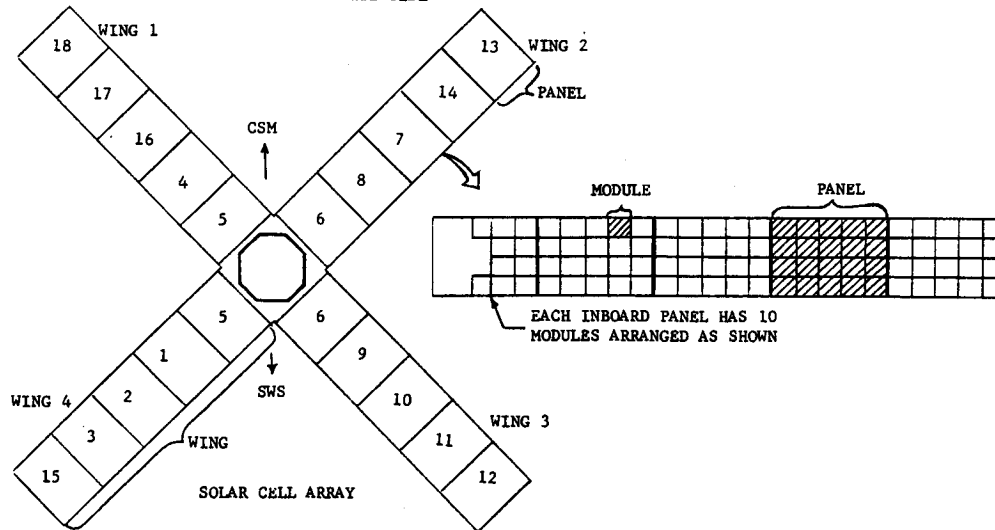 WING 1
18
17
16
4
5
CSM
13
WING 2
14
PANEL
7
8
6
MODULE
PANEL
EACH INBOARD PANEL HAS 10
MODULES ARRANGED AS SHOWN
5
1
2
3
15
WING 4
WING
SWS
6
9
10
11
12
WING 3
SOLAR CELL ARRAY